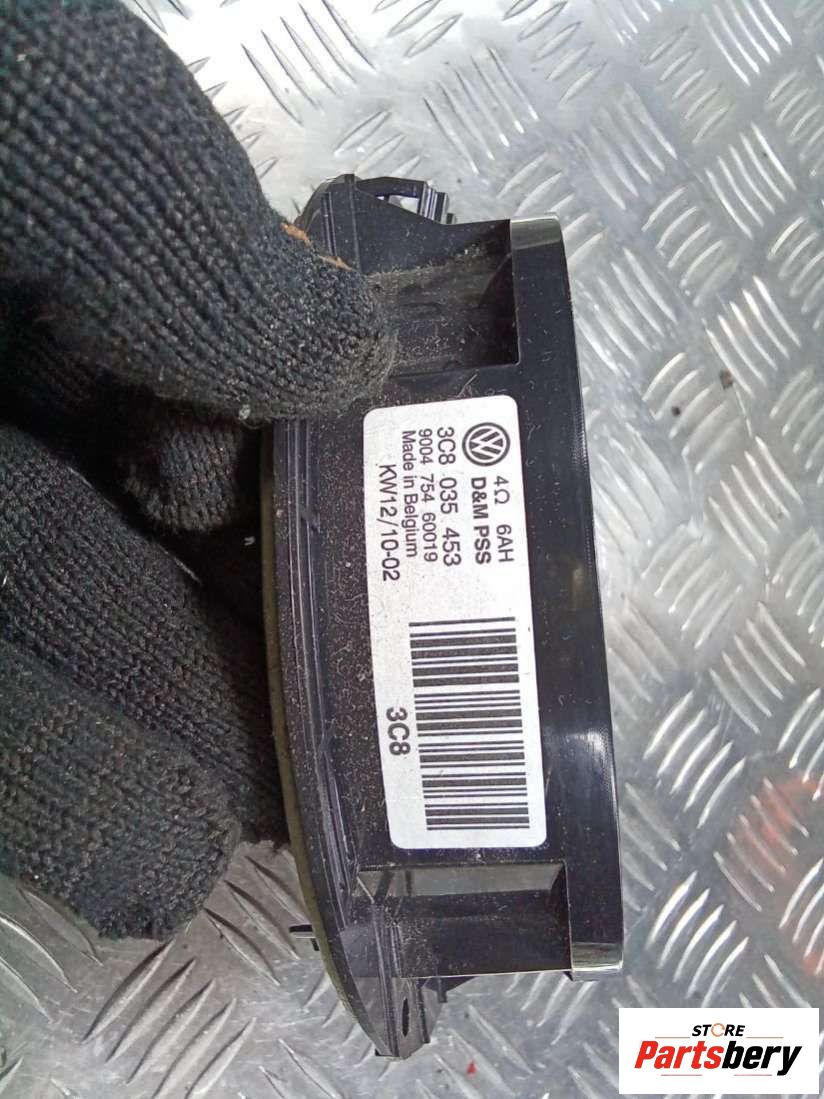 4Ω 6AH
D&M PSS
3C8 035 453
9004 754 60019
Made in Belgium
KW12/10-02
3C8
STORE
Partsbery